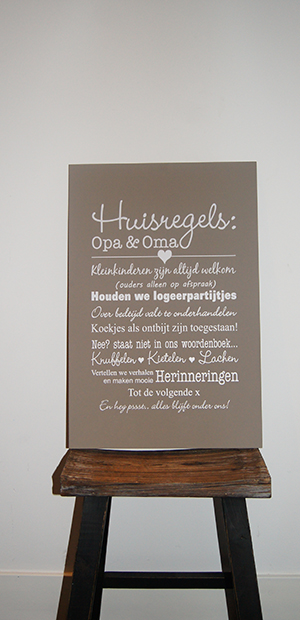 Huisregels:
Opa & Oma
Kleinkinderen zijn altijd welkom
(ouders alleen op afspraak)
Houden we logeerpartijtjes
Over bedtijd valt te onderhandelen
Koekjes als ontbijt zijn toegestaan!
Nee? staat niet in ons woordenboek...
Knuffelen ♥ Kietelen ♥ Lachen
Vertellen we verhalen
en maken mooie Herinneringen
Tot de volgende x
En hey pssst.. alles blijft onder ons!